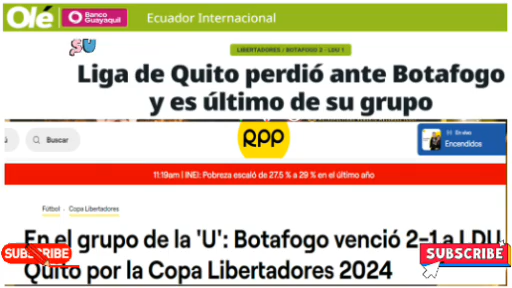 Olé
Banco Guayaquil
Ecuador Internacional
SU
LIBERTADORES / BOTAFOGO 2 - LDU 1
Liga de Quito perdió ante Botafogo
y es último de su grupo
Buscar
RPP
En vivo
Encendidos
11:19am | INEI: Pobreza escaló de 27.5 % a 29 % en el último año
Fútbol - Copa Libertadores
En el grupo de la 'U': Botafogo venció 2-1 a LDU
Quito por la Copa Libertadores 2024
SUBSCRIBE
SUBSCRIBE